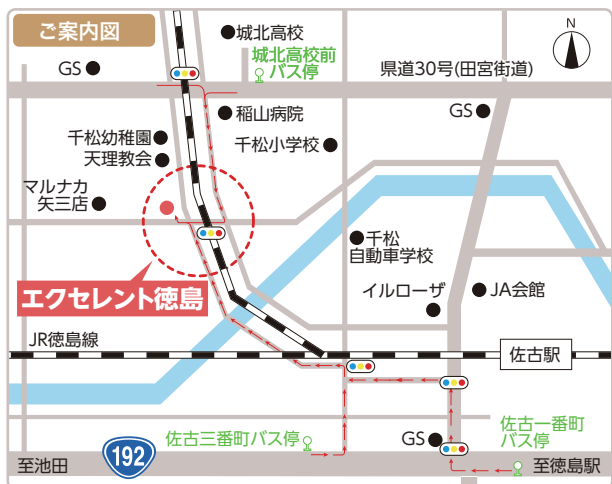 ご案内図
城北高校
城北高校前
バス停
N
GS
県道30号(田宮街道)
稲山病院
GS
千松幼稚園
天理教会
千松小学校
マルナカ
矢三店
千松
自動車学校
エクセレント徳島
イルローザ
JA会館
JR徳島線
佐古駅
佐古三番町バス停
GS
佐古一番町
バス停
192
至池田
至徳島駅